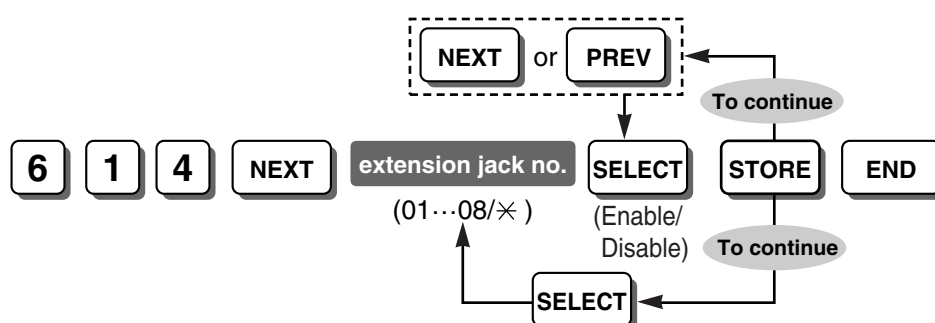 NEXT or PREV
To continue
6 1 4 NEXT extension jack no. SELECT STORE END
(01···08/✳︎ )
(Enable/
Disable)
To continue
SELECT